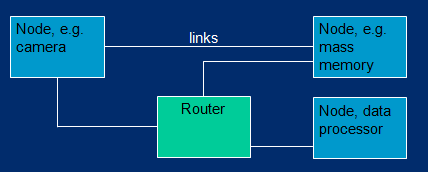 Node, e.g.
camera
links
Node, e.g.
mass
memory
Router
Node, data
processor